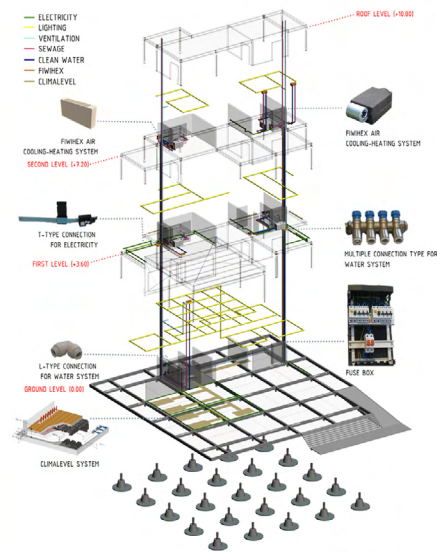 ELECTRICITY
LIGHTING
VENTILATION
SEWAGE
CLEAN WATER
FIWIHEX
CLIMALEVEL
ROOF LEVEL (+10.00)
FIWIHEX AIR
COOLING-HEATING SYSTEM
FIWIHEX AIR
COOLING-HEATING SYSTEM
SECOND LEVEL (+7.20)
T-TYPE CONNECTION
FOR ELECTRICITY
MULTIPLE CONNECTION TYPE FOR
WATER SYSTEM
FIRST LEVEL (+3.60)
L-TYPE CONNECTION
FOR WATER SYSTEM
FUSE BOX
GROUND LEVEL (0.00)
CLIMALEVEL SYSTEM